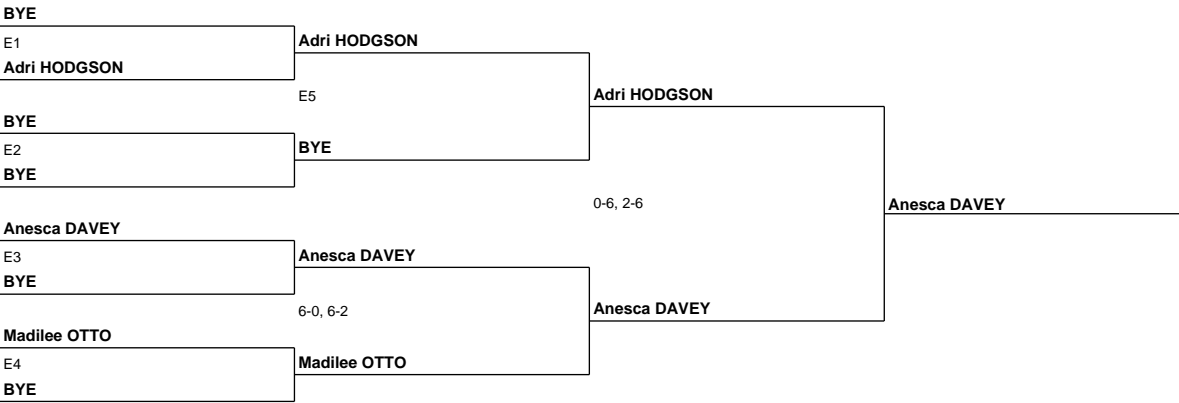 BYE
E1
Adri HODGSON
Adri HODGSON
E5
Adri HODGSON
BYE
E2
BYE
BYE
0-6, 2-6
Anesca DAVEY
Anesca DAVEY
E3
BYE
Anesca DAVEY
6-0, 6-2
Anesca DAVEY
Madilee OTTO
E4
BYE
Madilee OTTO